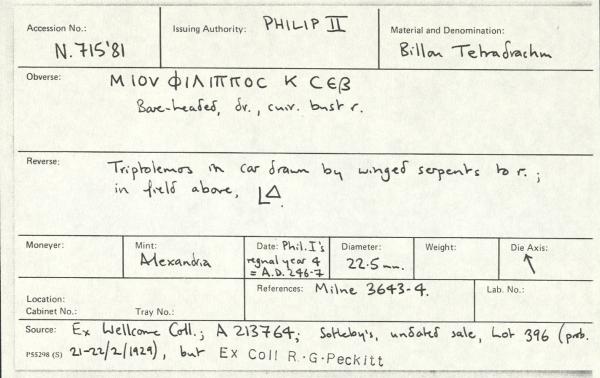 Accession No.: N.715'81
Issuing Authority: PHILIP II
Material and Denomination: Billon Tetradrachm
Obverse: Μ ΙΟV ΦΙΛΙΠΠΟC Κ CЄβ
Bare-headed, dr., cuir. bust r.
Reverse: Triptolemos in car drawn by winged serpents to r.;
in field above, LΔ
Moneyer:
Mint: Alexandria
Date: Phil. I's
regnal year 4
= A.D. 246-7
Diameter: 22.5 mm.
Weight:
Die Axis: ↖
Location:
Cabinet No.: Tray No.:
References: Milne 3643-4.
Lab. No.:
Source: Ex Wellcome Coll.; A 213764; Sotheby's, undated sale, Lot 396 (prob.
P55298 (S) 21-22/2/1929), but Ex Coll R.G.Peckitt